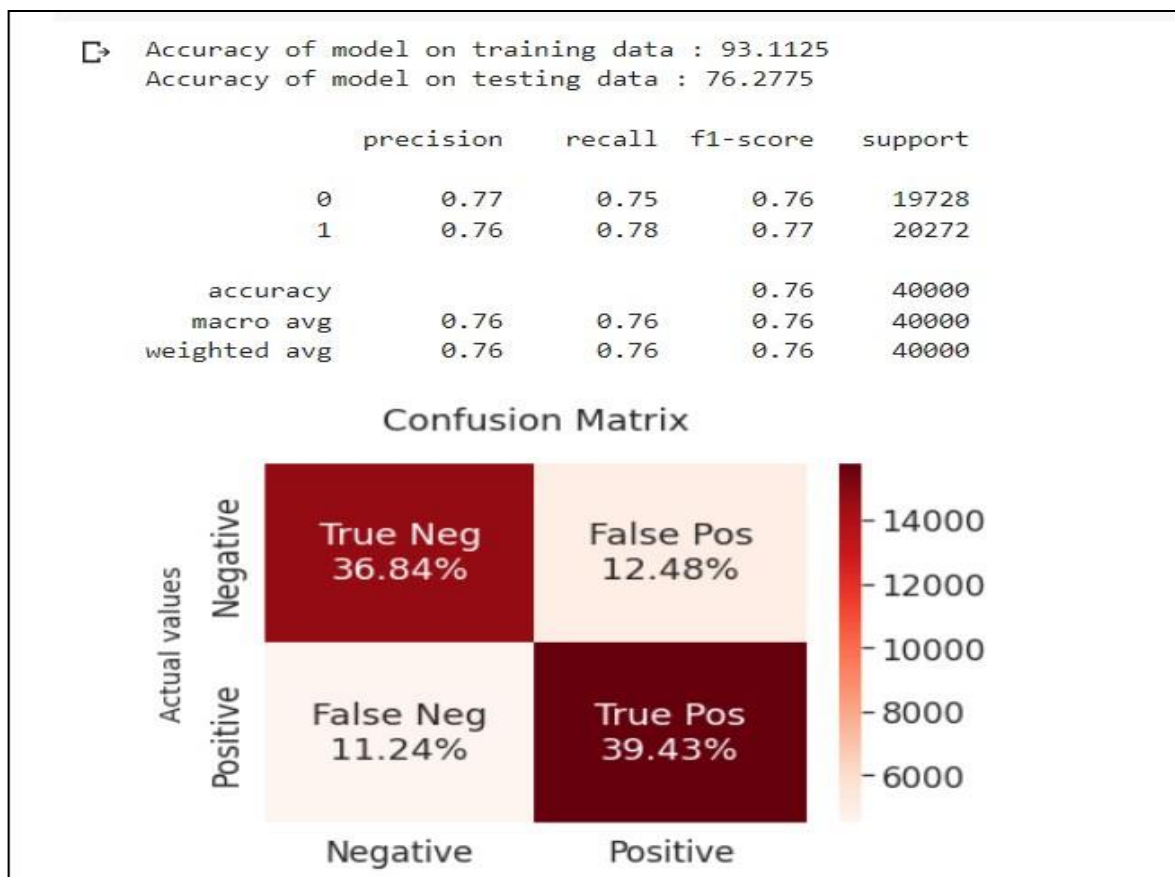 Accuracy of model on training data : 93.1125
Accuracy of model on testing data : 76.2775
precision recall f1-score support
0 0.77 0.75 0.76 19728
1 0.76 0.78 0.77 20272
accuracy 0.76 40000
macro avg 0.76 0.76 0.76 40000
weighted avg 0.76 0.76 0.76 40000
Confusion Matrix
Actual values
Negative
Positive
True Neg
36.84%
False Pos
12.48%
False Neg
11.24%
True Pos
39.43%
Negative Positive
14000
12000
10000
8000
6000